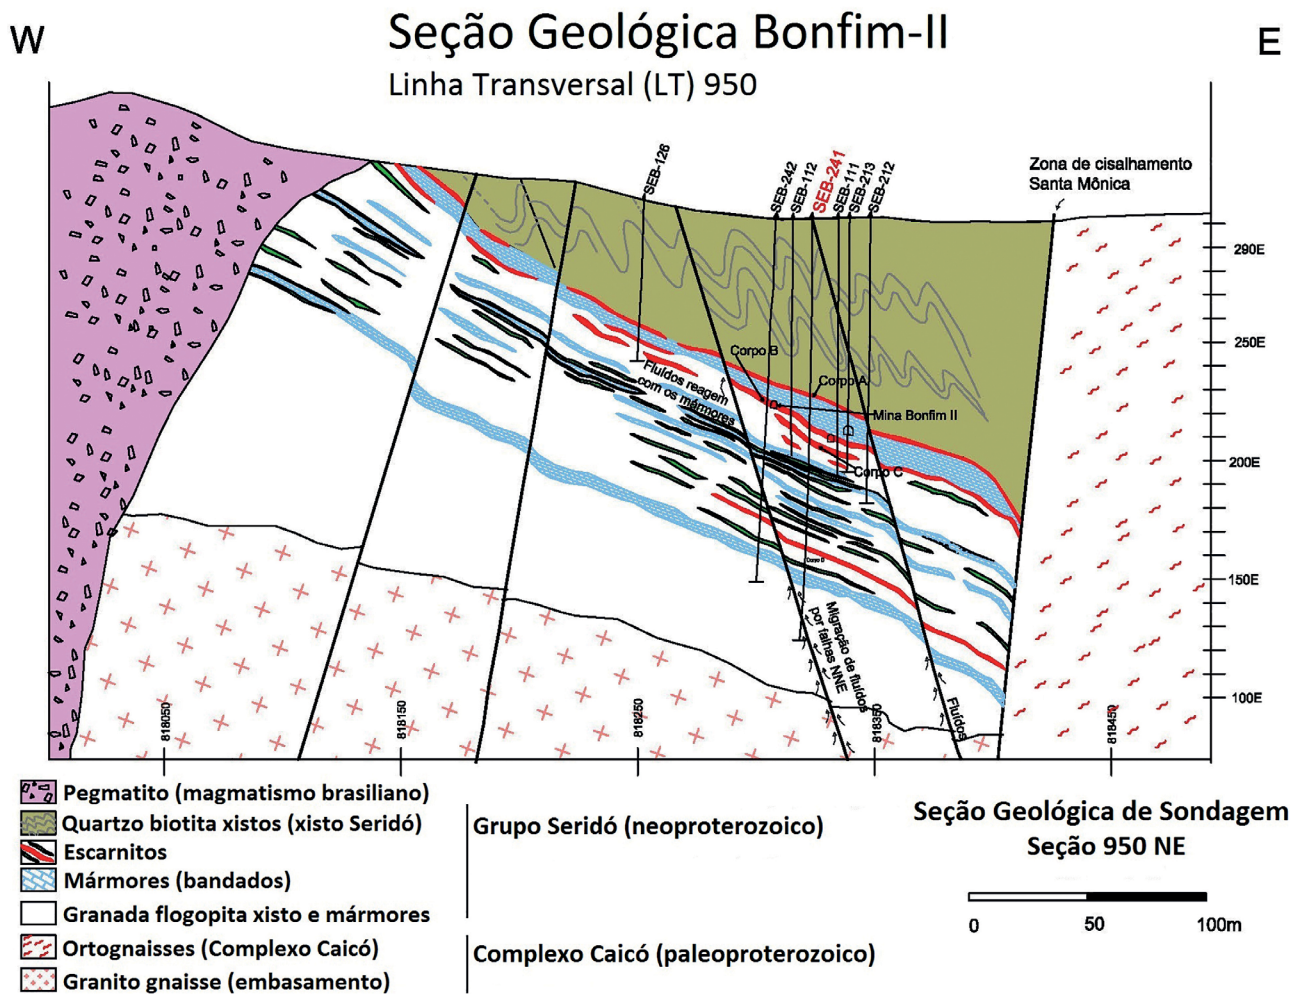 W
Seção Geológica Bonfim-II
E
Linha Transversal (LT) 950
SEB-126
SEB-242
SEB-112
SEB-241
SEB-111
SEB-213
SEB-212
Zona de cisalhamento
Santa Mônica
290E
250E
200E
150E
100E
Corpo B
Corpo A
Mina Bonfim II
Corpo C
Fluídos reagem
com os mármores
Migração de fluídos
por falhas NNE
Fluídos
818050
818150
818250
818350
818450
Pegmatito (magmatismo brasiliano)
Quartzo biotita xistos (xisto Seridó)
Escarnitos
Mármores (bandados)
Granada flogopita xisto e mármores
Ortognaisses (Complexo Caicó)
Granito gnaisse (embasamento)
Grupo Seridó (neoproterozoico)
Complexo Caicó (paleoproterozoico)
Seção Geológica de Sondagem
Seção 950 NE
0 50 100m